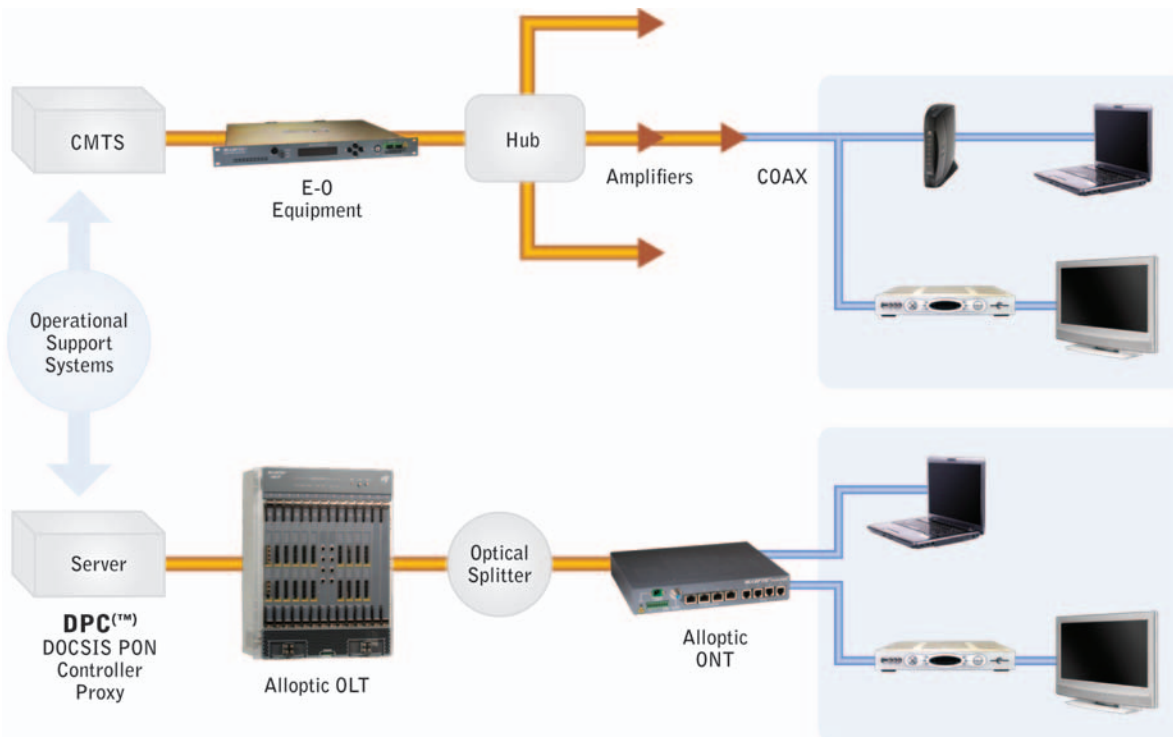 CMTS
E-O
Equipment
Hub
Amplifiers
COAX
Operational
Support
Systems
Server
DPC(™)
DOCSIS PON
Controller
Proxy
Alloptic OLT
Optical
Splitter
Alloptic
ONT